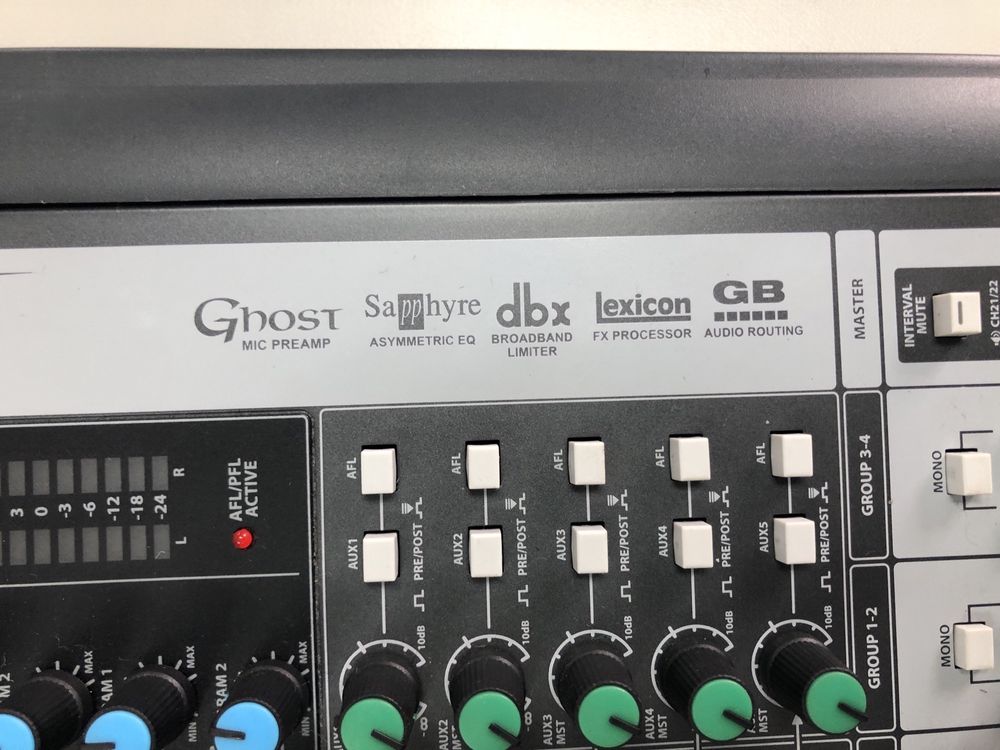 Ghost
MIC PREAMP
Sapphyre
ASYMMETRIC EQ
dbx
BROADBAND
LIMITER
lexicon
FX PROCESSOR
GB
AUDIO ROUTING
MASTER
INTERVAL
MUTE
CH21/22
R
3 0 -3 -6 -12 -18 -24
L
AFL/PFL
ACTIVE
AFL
AFL
AFL
AFL
AFL
AUX1
PRE/POST
AUX2
PRE/POST
AUX3
PRE/POST
AUX4
PRE/POST
AUX5
PRE/POST
GROUP 3-4
MONO
GROUP 1-2
MONO
10dB
10dB
10dB
10dB
10dB
MAX
MAX
MAX
MIN
MIN
AUX2
MST
AUX3
MST
AUX4
MST
MST